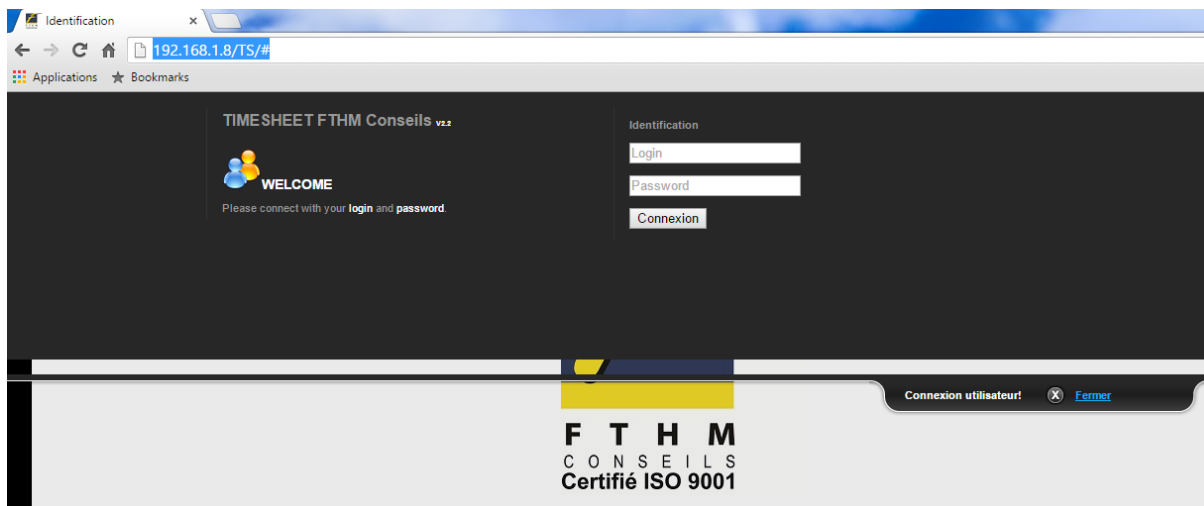 Identification
192.168.1.8/TS/#
Applications Bookmarks
TIMESHEET FTHM Conseils V2.2
WELCOME
Please connect with your login and password.
Identification
Login
Password
Connexion
Connexion utilisateur! X Fermer
F T H M
CONSEILS
Certifié ISO 9001